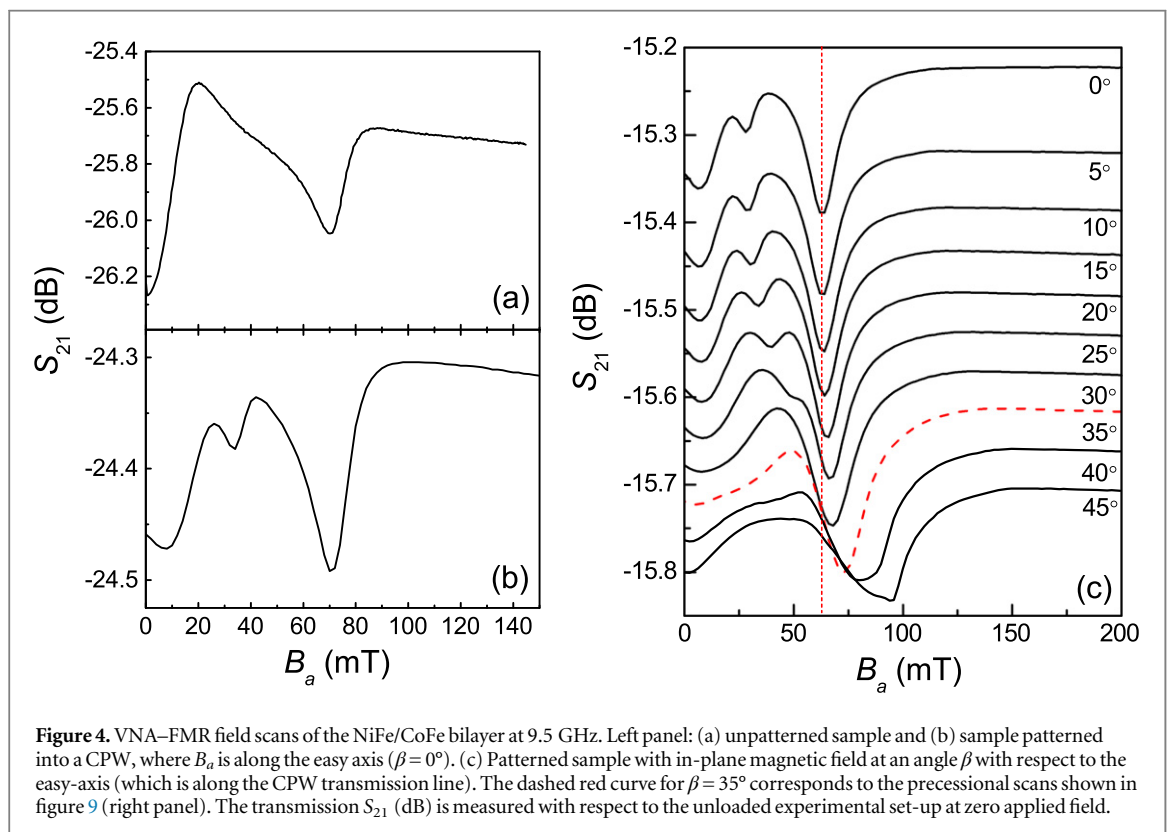 -25.4
-25.6
-25.8
-26.0
-26.2
(a)
S21 (dB)
-24.3
-24.4
-24.5
(b)
0 20 40 60 80 100 120 140
Ba (mT)
-15.2
-15.3
-15.4
-15.5
-15.6
-15.7
-15.8
S21 (dB)
0°
5°
10°
15°
20°
25°
30°
35°
40°
45°
(c)
0 50 100 150 200
Ba (mT)
Figure 4. VNA–FMR field scans of the NiFe/CoFe bilayer at 9.5 GHz. Left panel: (a) unpatterned sample and (b) sample patterned
into a CPW, where Ba is along the easy axis (β = 0°). (c) Patterned sample with in-plane magnetic field at an angle β with respect to the
easy-axis (which is along the CPW transmission line). The dashed red curve for β = 35° corresponds to the precessional scans shown in
figure 9 (right panel). The transmission S21 (dB) is measured with respect to the unloaded experimental set-up at zero applied field.